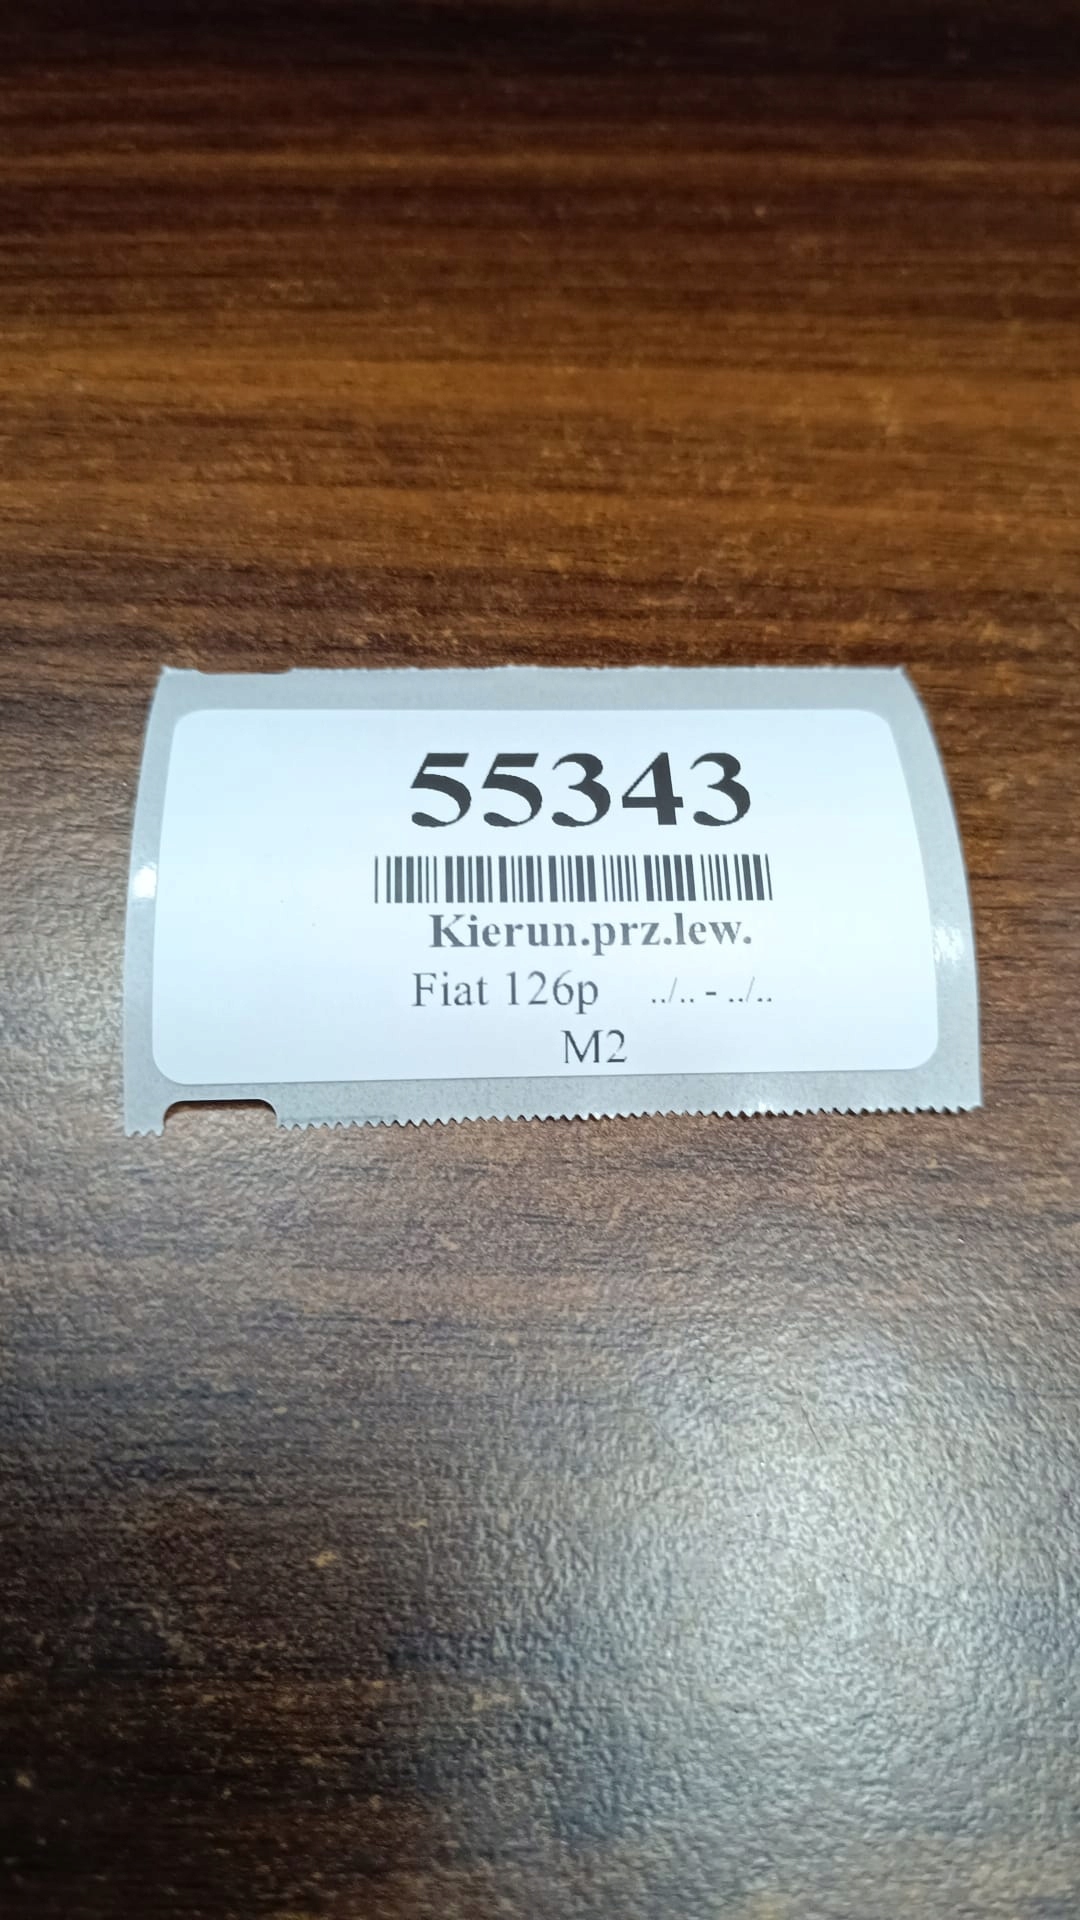 55343
Kierun.prz.lew.
Fiat 126p ../.. - ../..
M2